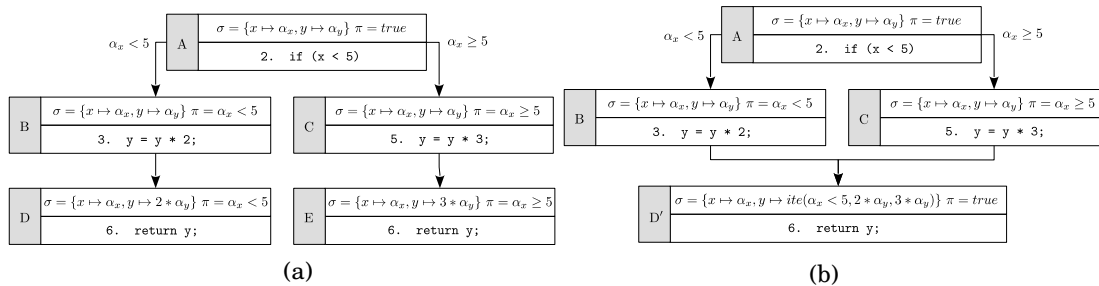 σ = {x ↦ αₓ, y ↦ α_y} π = true
α_x < 5
A
α_x ≥ 5
2. if (x < 5)
σ = {x ↦ α_x, y ↦ α_y} π = α_x < 5
B
3. y = y * 2;
σ = {x ↦ α_x, y ↦ α_y} π = α_x ≥ 5
C
5. y = y * 3;
σ = {x ↦ α_x, y ↦ 2 * α_y} π = α_x < 5
D
6. return y;
σ = {x ↦ α_x, y ↦ 3 * α_y} π = α_x ≥ 5
E
6. return y;
(a)
σ = {x ↦ α_x, y ↦ α_y} π = true
α_x < 5
A
α_x ≥ 5
2. if (x < 5)
σ = {x ↦ α_x, y ↦ α_y} π = α_x < 5
B
3. y = y * 2;
σ = {x ↦ α_x, y ↦ α_y} π = α_x ≥ 5
C
5. y = y * 3;
σ = {x ↦ α_x, y ↦ ite(α_x < 5, 2 * α_y, 3 * α_y)} π = true
D′
6. return y;
(b)